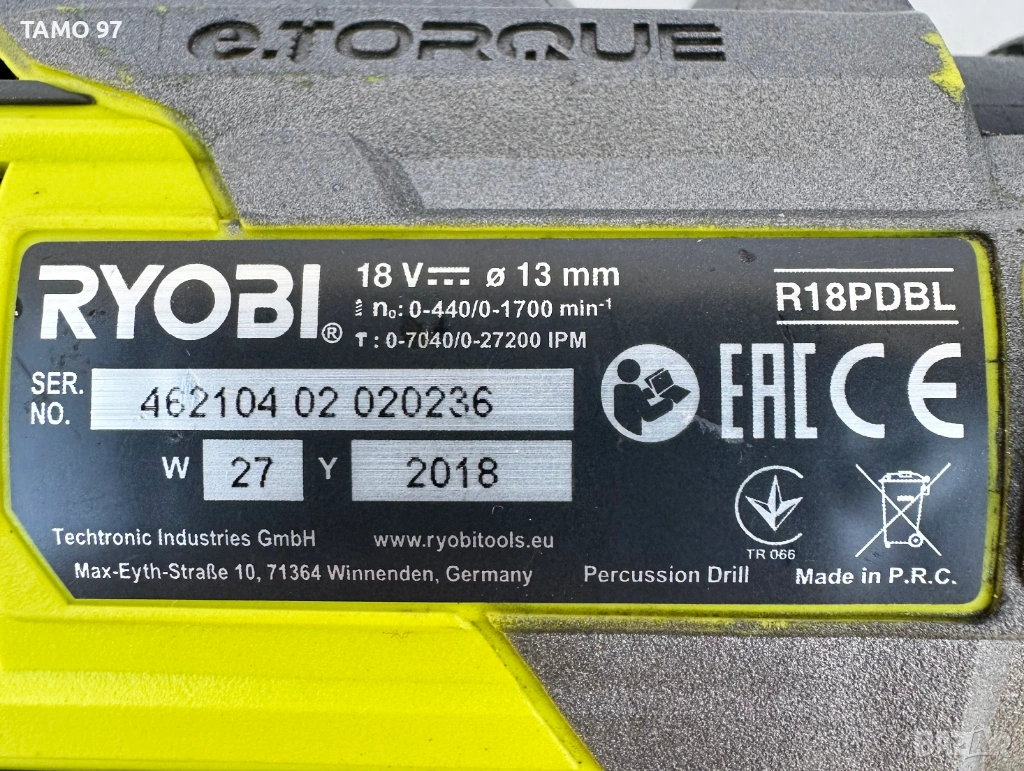 TAMO 97
e.TORQUE
RYOBI®
18 V ⎓ ø 13 mm
n₀: 0-440/0-1700 min⁻¹
T : 0-7040/0-27200 IPM
R18PDBL
SER. NO. 462104 02 020236
EAC CE
W 27 Y 2018
TR 066
Techtronic Industries GmbH www.ryobitools.eu
Max-Eyth-Straße 10, 71364 Winnenden, Germany
Percussion Drill Made in P.R.C.